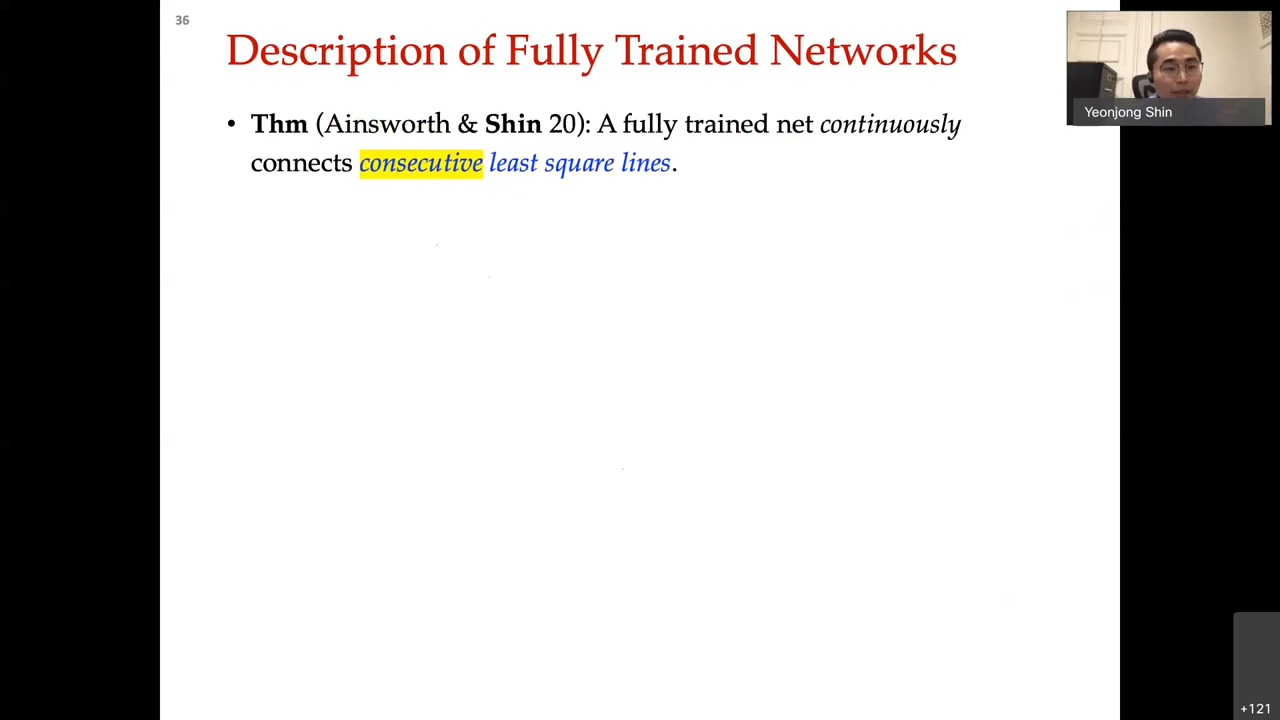 36
Description of Fully Trained Networks
• Thm (Ainsworth & Shin 20): A fully trained net continuously
connects consecutive least square lines.
Yeonjong Shin
+121